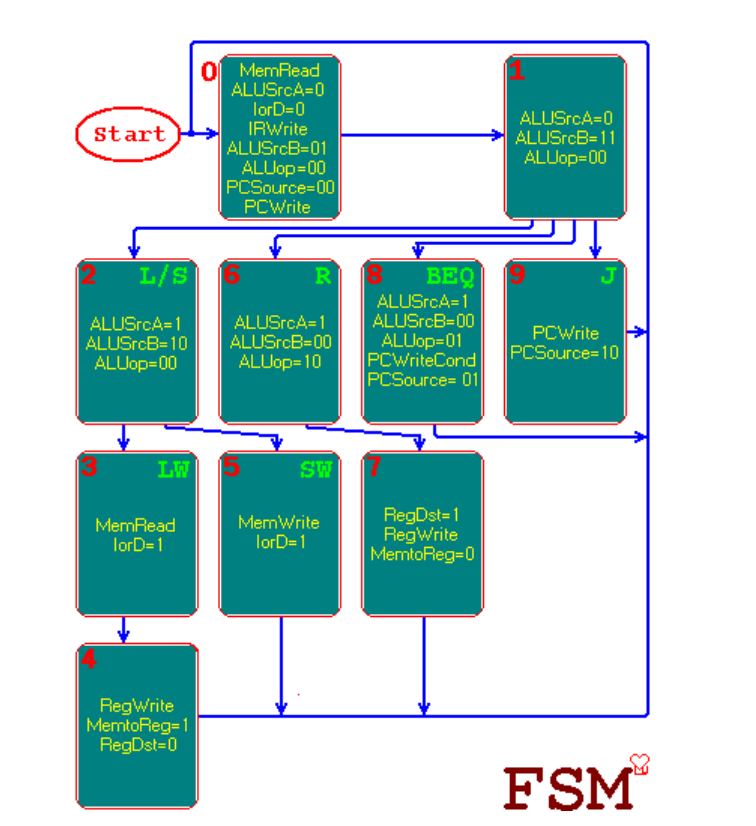 Start
0
MemRead
ALUSrcA=0
IorD=0
IRWrite
ALUSrcB=01
ALUop=00
PCSource=00
PCWrite
1
ALUSrcA=0
ALUSrcB=11
ALUop=00
2 L/S
ALUSrcA=1
ALUSrcB=10
ALUop=00
6 R
ALUSrcA=1
ALUSrcB=00
ALUop=10
8 BEQ
ALUSrcA=1
ALUSrcB=00
ALUop=01
PCWriteCond
PCSource= 01
9 J
PCWrite
PCSource=10
3 LW
MemRead
IorD=1
5 SW
MemWrite
IorD=1
7
RegDst=1
RegWrite
MemtoReg=0
4
RegWrite
MemtoReg=1
RegDst=0
FSM